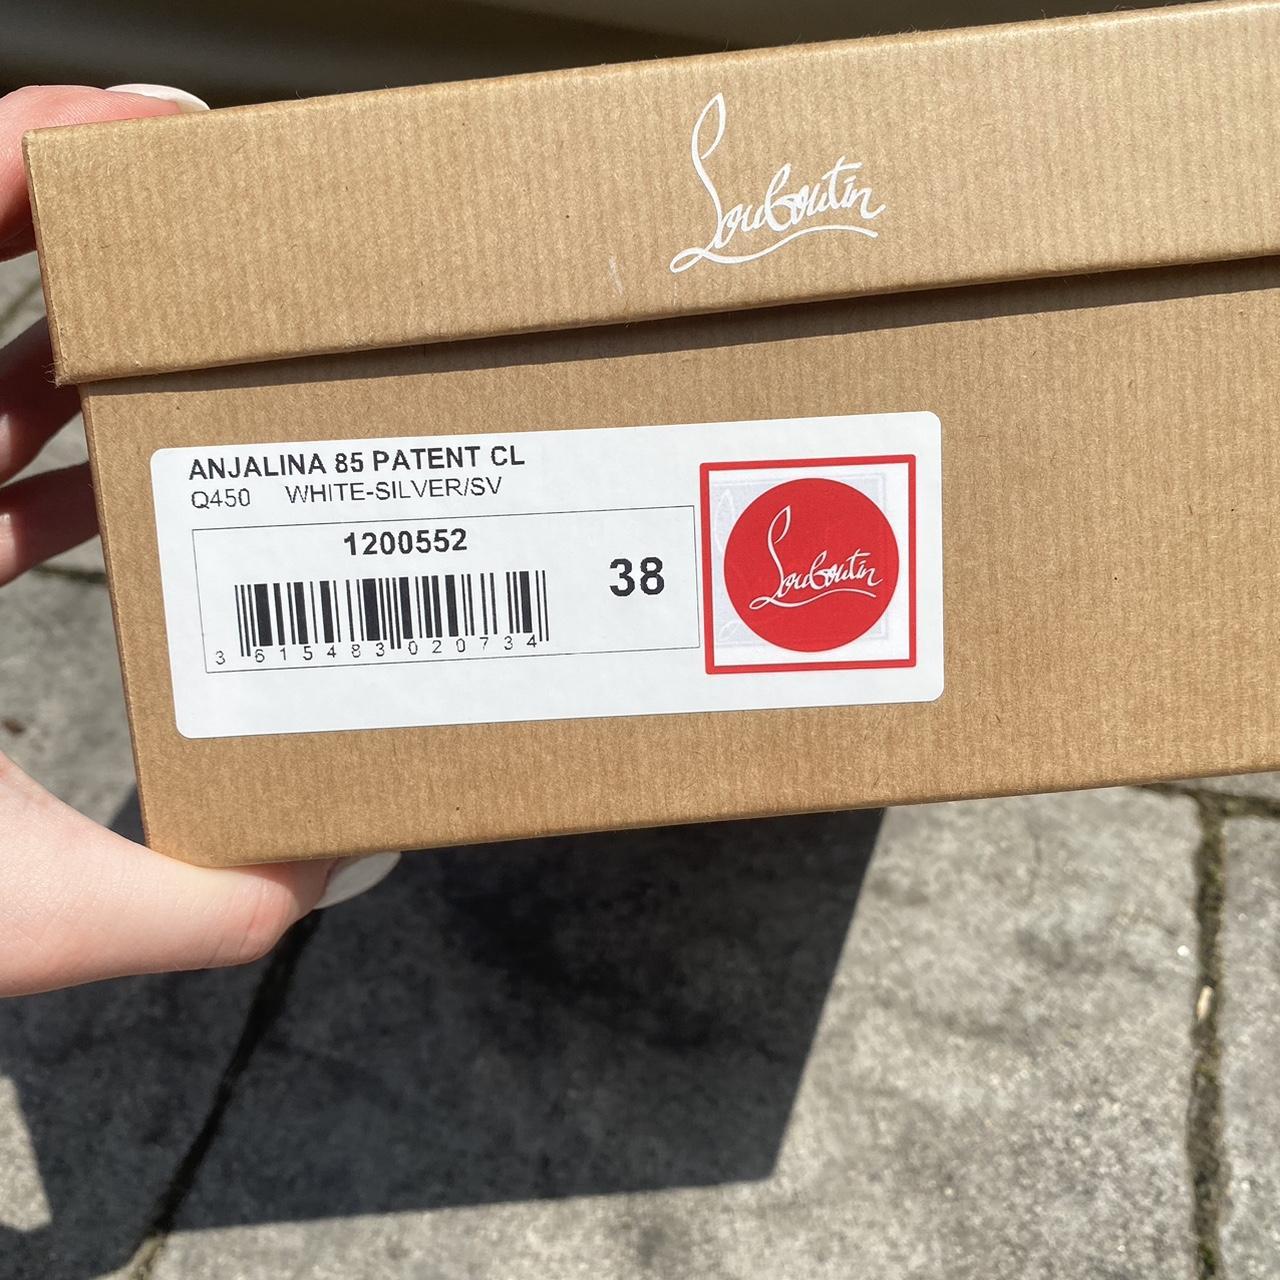 Louboutin
ANJALINA 85 PATENT CL
Q450 WHITE-SILVER/SV
1200552
38
3 615483 020734
Louboutin